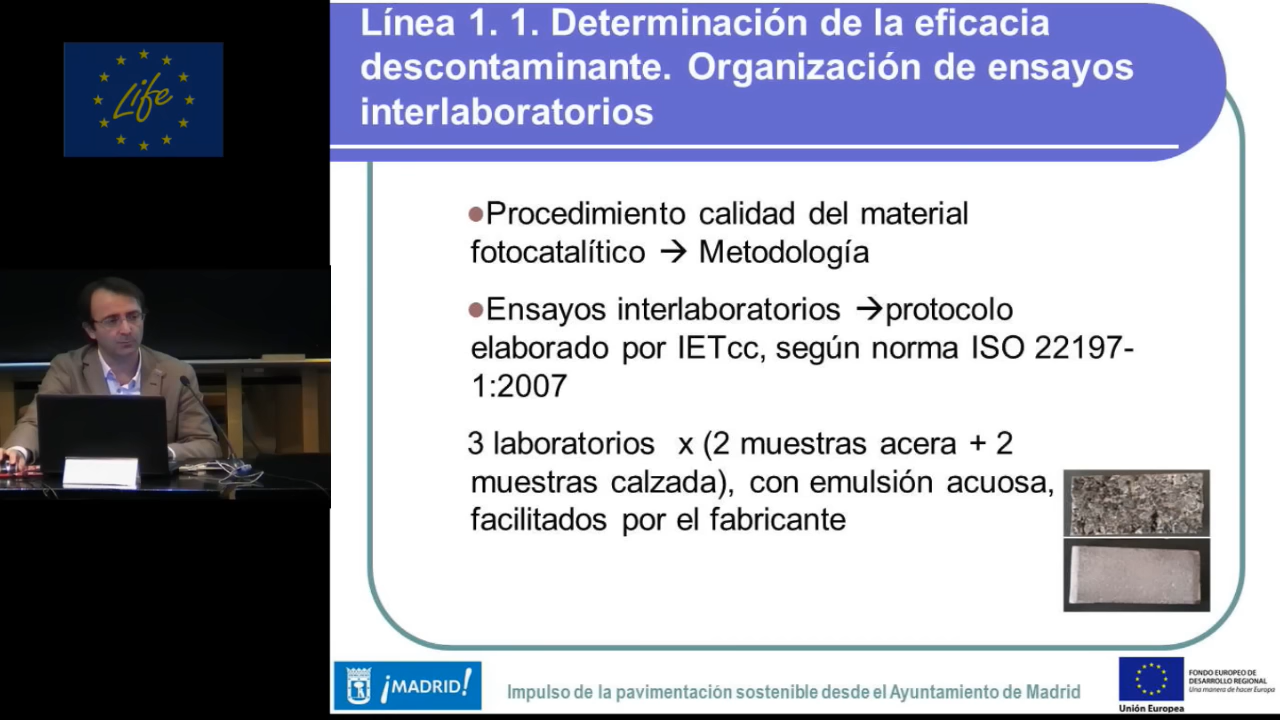 Life
Línea 1. 1. Determinación de la eficacia
descontaminante. Organización de ensayos
interlaboratorios
Procedimiento calidad del material
fotocatalítico → Metodología
Ensayos interlaboratorios →protocolo
elaborado por IETcc, según norma ISO 22197-
1:2007
3 laboratorios x (2 muestras acera + 2
muestras calzada), con emulsión acuosa,
facilitados por el fabricante
¡MADRID!
Impulso de la pavimentación sostenible desde el Ayuntamiento de Madrid
Unión Europea
FONDO EUROPEO DE
DESARROLLO REGIONAL
Una manera de hacer Europa